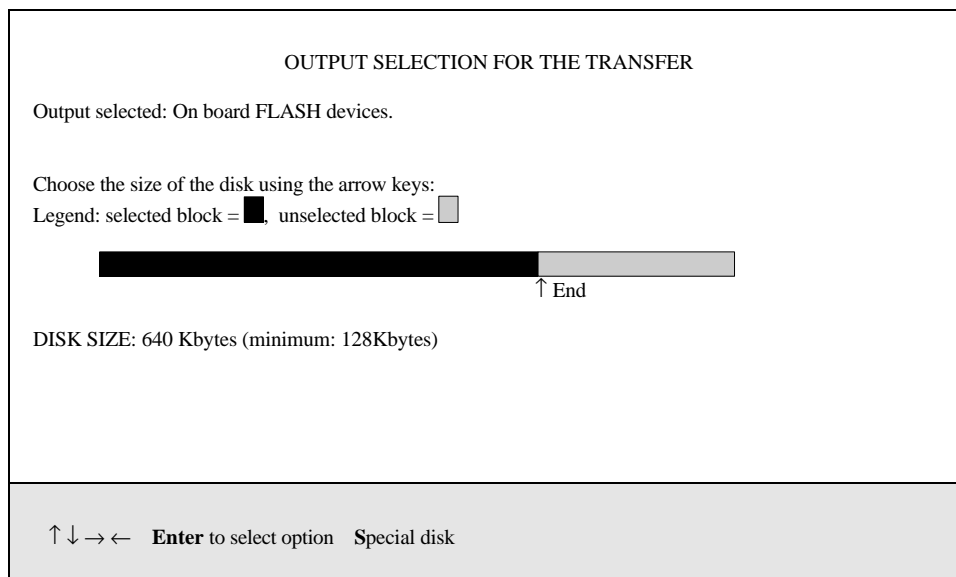 OUTPUT SELECTION FOR THE TRANSFER
Output selected: On board FLASH devices.
Choose the size of the disk using the arrow keys:
Legend: selected block = , unselected block =
↑ End
DISK SIZE: 640 Kbytes (minimum: 128Kbytes)
↑ ↓ → ← Enter to select option Special disk